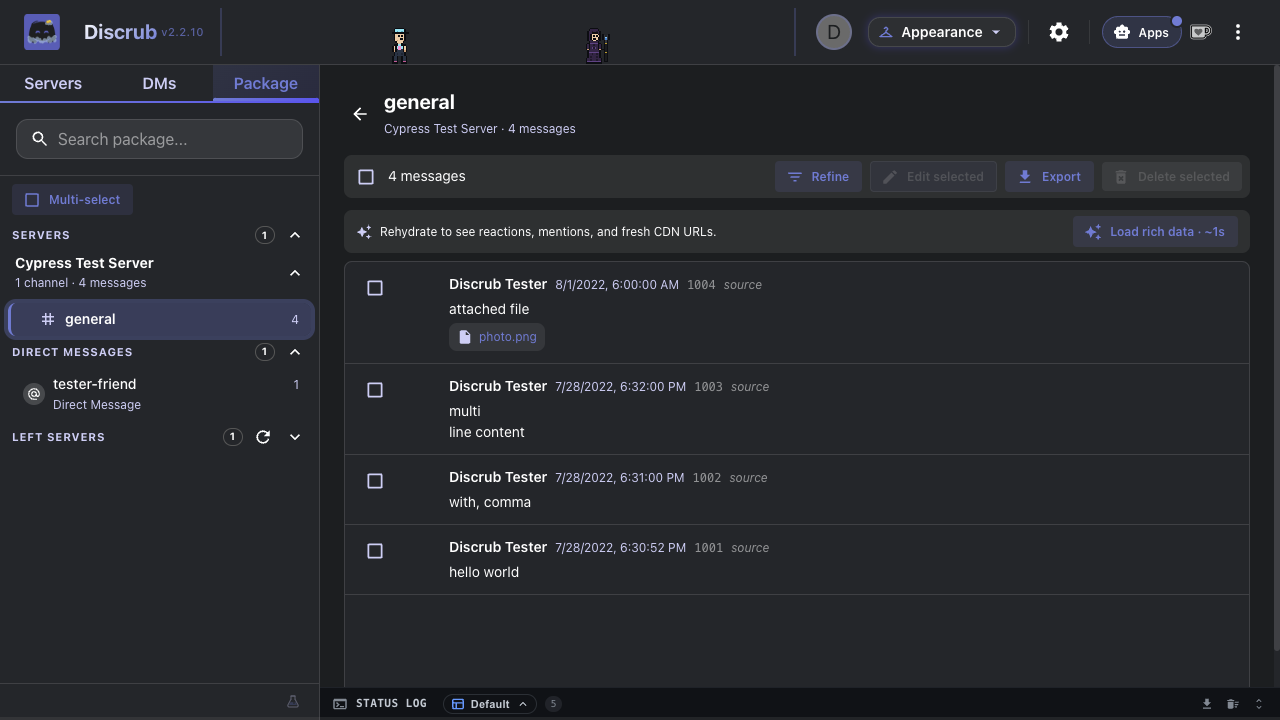 Discrub v2.2.10
D
Appearance
Apps
Servers
DMs
Package
Search package...
Multi-select
SERVERS
1
Cypress Test Server
1 channel · 4 messages
general
4
DIRECT MESSAGES
1
@
tester-friend
1
Direct Message
LEFT SERVERS
1
general
Cypress Test Server · 4 messages
4 messages
Refine
Edit selected
Export
Delete selected
Rehydrate to see reactions, mentions, and fresh CDN URLs.
Load rich data · ~1s
Discrub Tester 8/1/2022, 6:00:00 AM 1004 source
attached file
photo.png
Discrub Tester 7/28/2022, 6:32:00 PM 1003 source
multi
line content
Discrub Tester 7/28/2022, 6:31:00 PM 1002 source
with, comma
Discrub Tester 7/28/2022, 6:30:52 PM 1001 source
hello world
STATUS LOG
Default
5